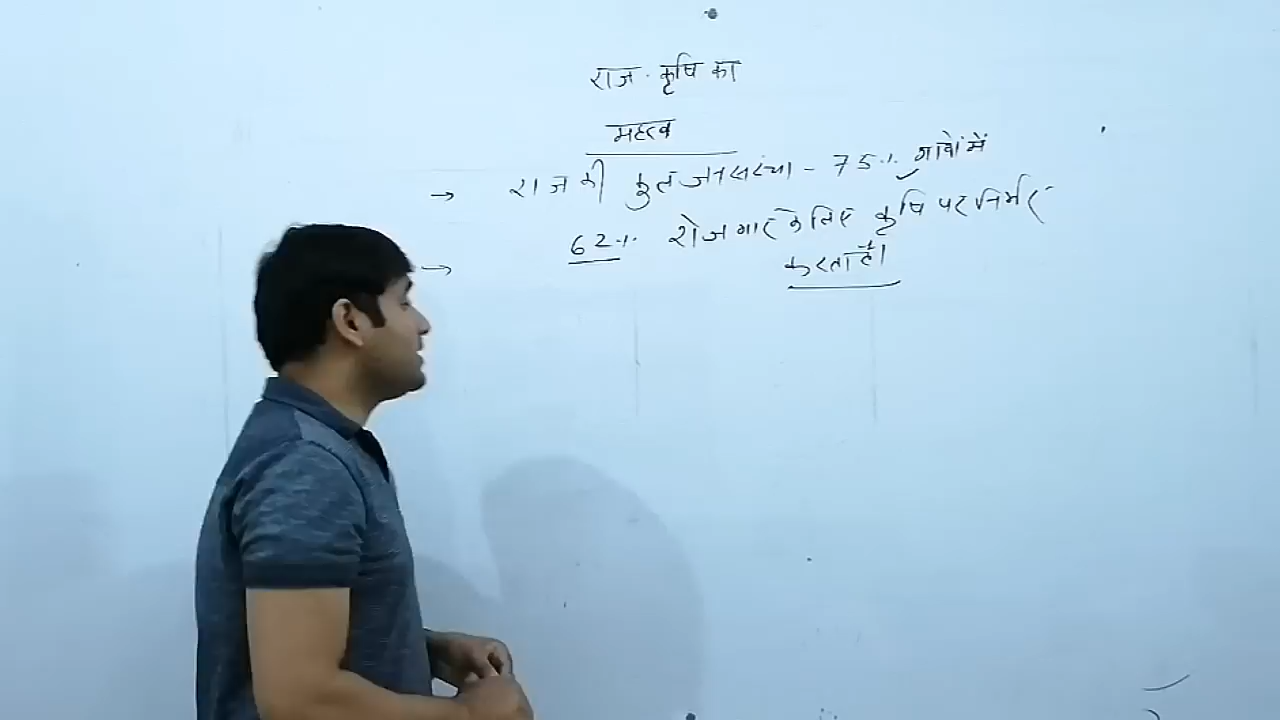 राज. कृषि का
महत्व
→ राज की कुल जनसंख्या - 75% गावों में
→ 62% रोजगार के लिए कृषि पर निर्भर
करता है।